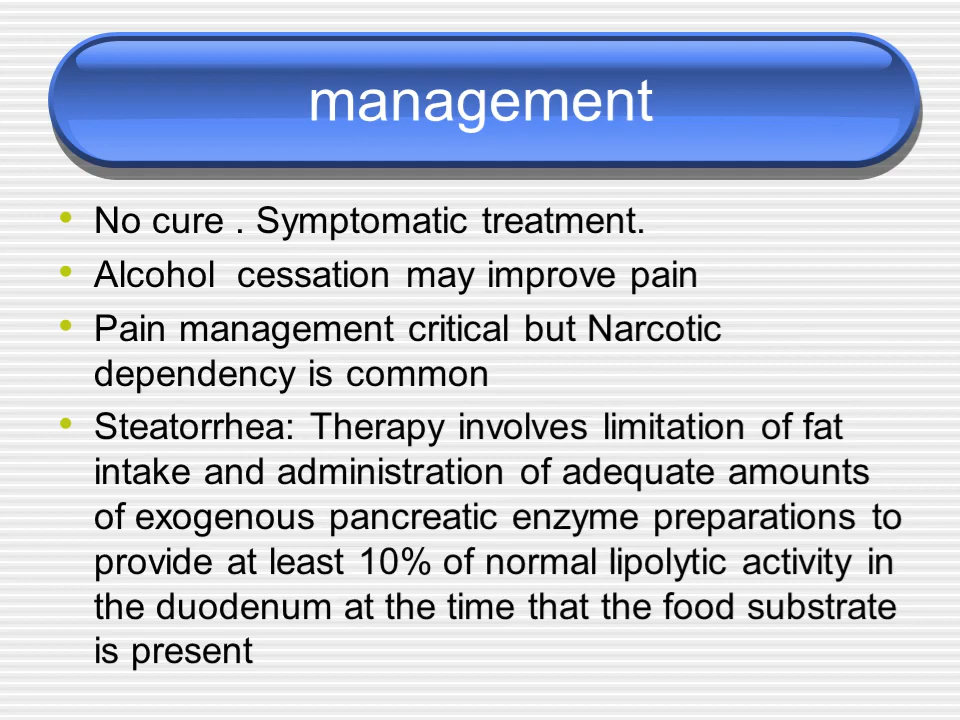 management
• No cure . Symptomatic treatment.
• Alcohol cessation may improve pain
• Pain management critical but Narcotic
dependency is common
• Steatorrhea: Therapy involves limitation of fat
intake and administration of adequate amounts
of exogenous pancreatic enzyme preparations to
provide at least 10% of normal lipolytic activity in
the duodenum at the time that the food substrate
is present